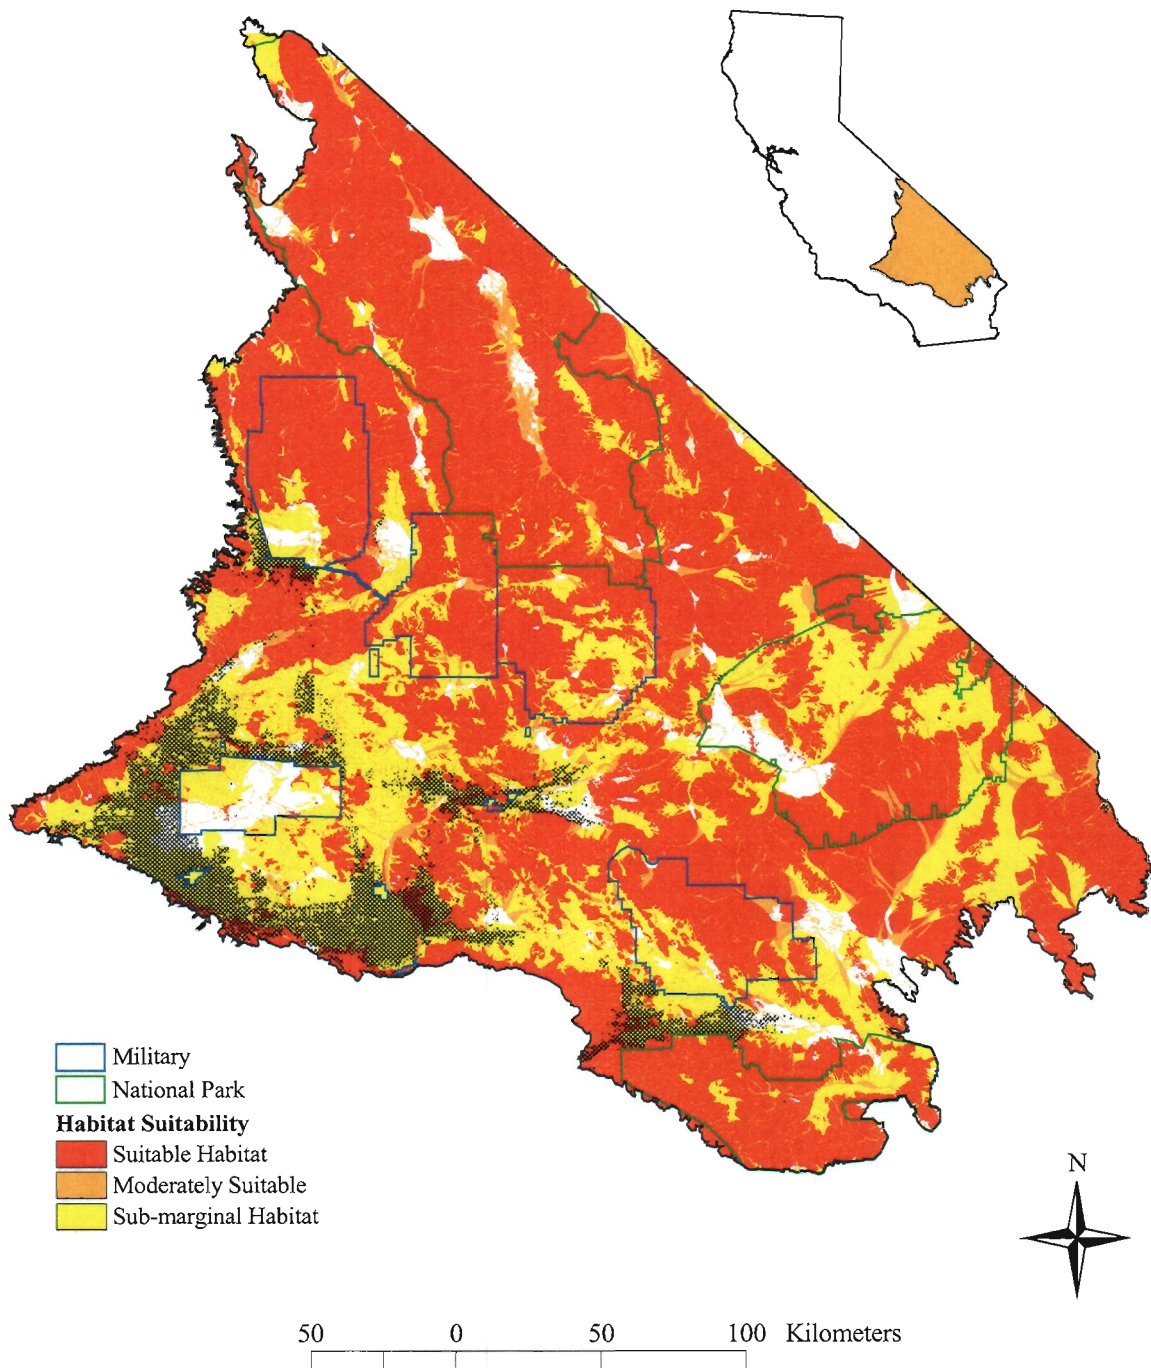 Military
National Park
Habitat Suitability
Suitable Habitat
Moderately Suitable
Sub-marginal Habitat
N
50 0 50 100 Kilometers